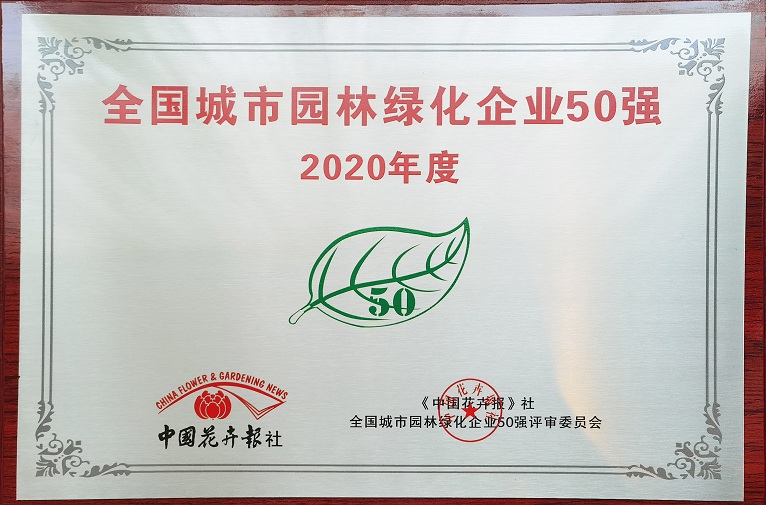 全国城市园林绿化企业50强
2020年度
50
CHINA FLOWER & GARDENING NEWS
中国花卉報社
《中国花卉报》社
全国城市园林绿化企业50强评审委员会